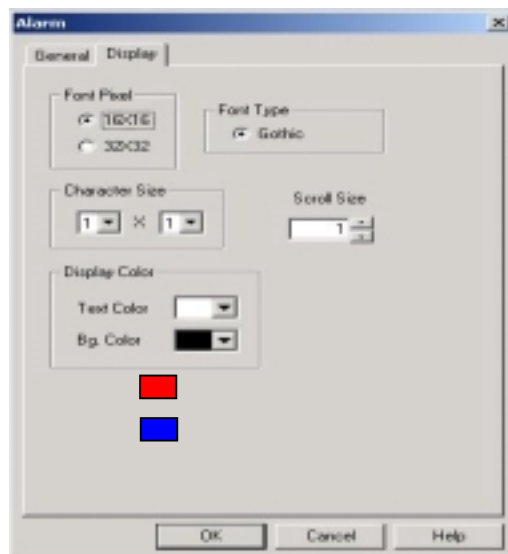 Alarm
General Display
Font Pixel
16X16
32X32
Font Type
Gothic
Character Size
1 X 1
Scroll Size
1
Display Color
Text Color
Bg. Color
OK Cancel Help